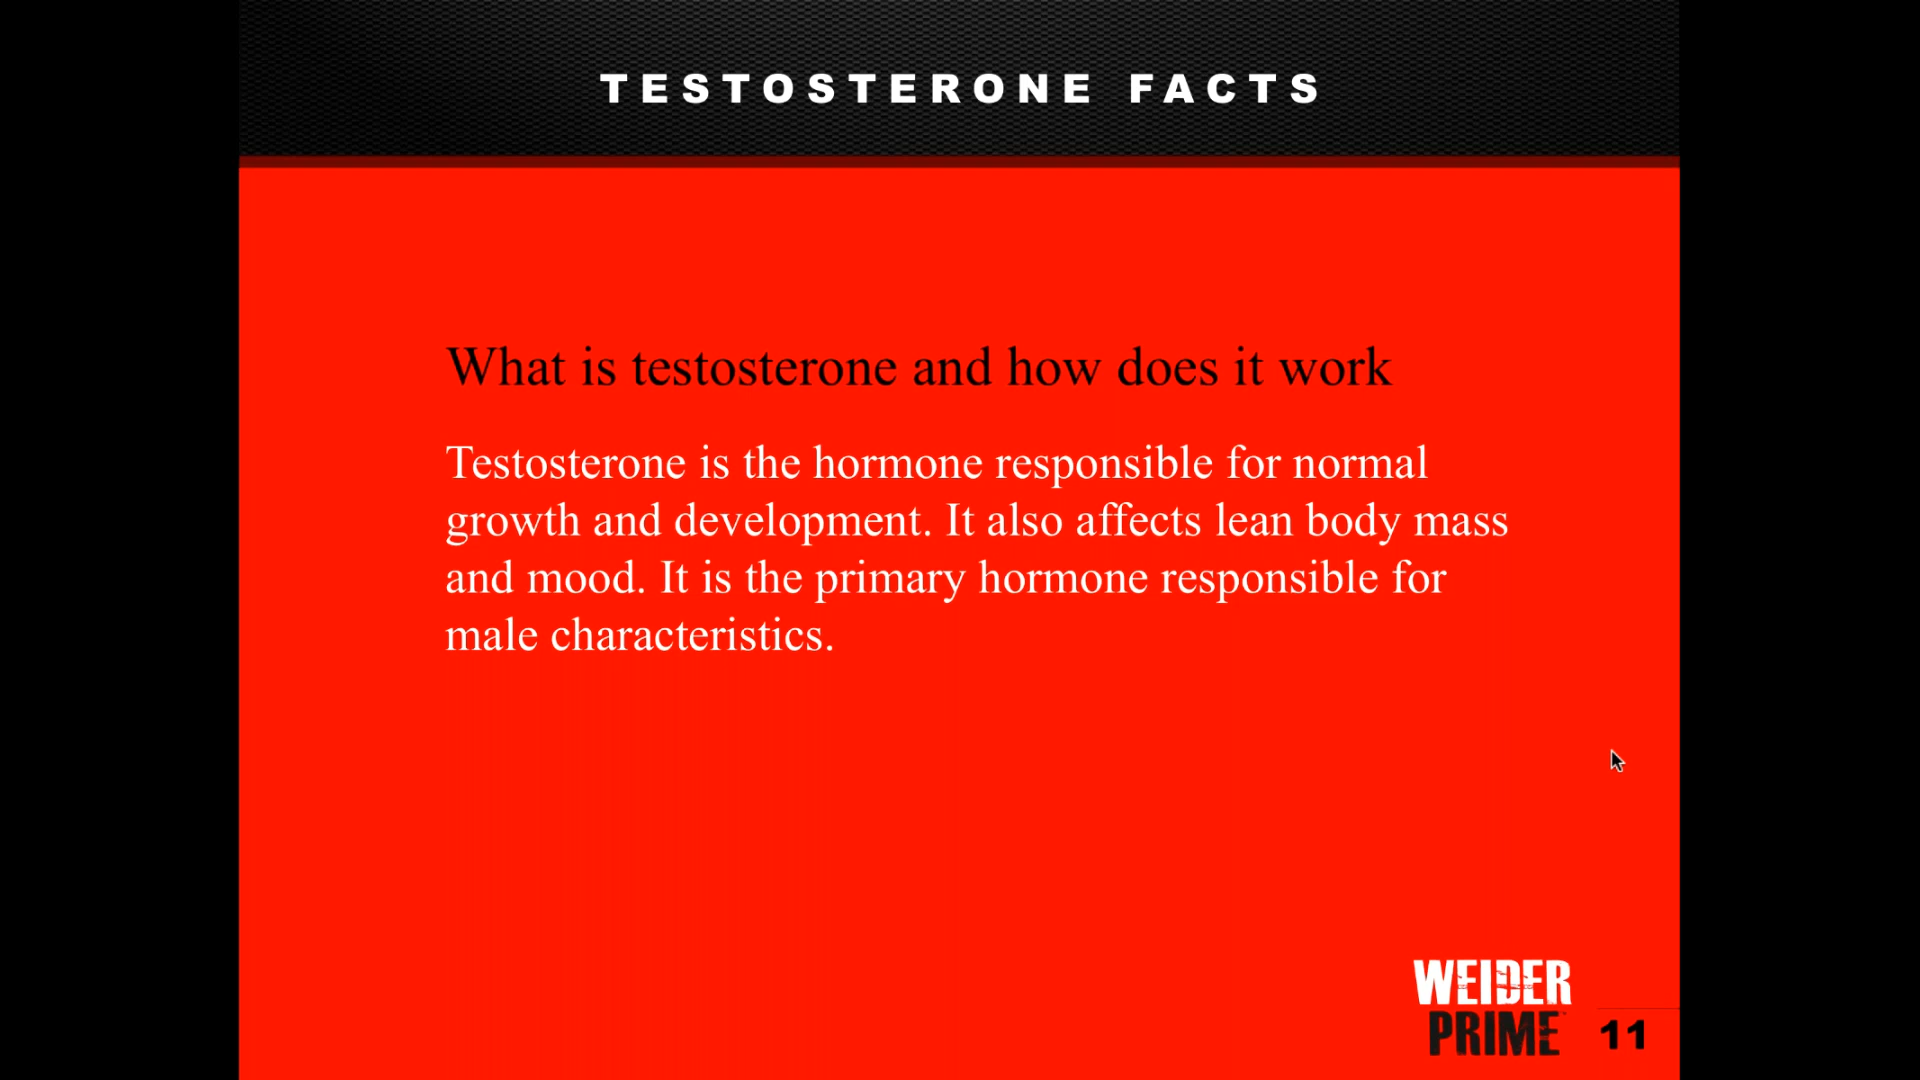 TESTOSTERONE FACTS
What is testosterone and how does it work
Testosterone is the hormone responsible for normal
growth and development. It also affects lean body mass
and mood. It is the primary hormone responsible for
male characteristics.
WEIDER
PRIME
11